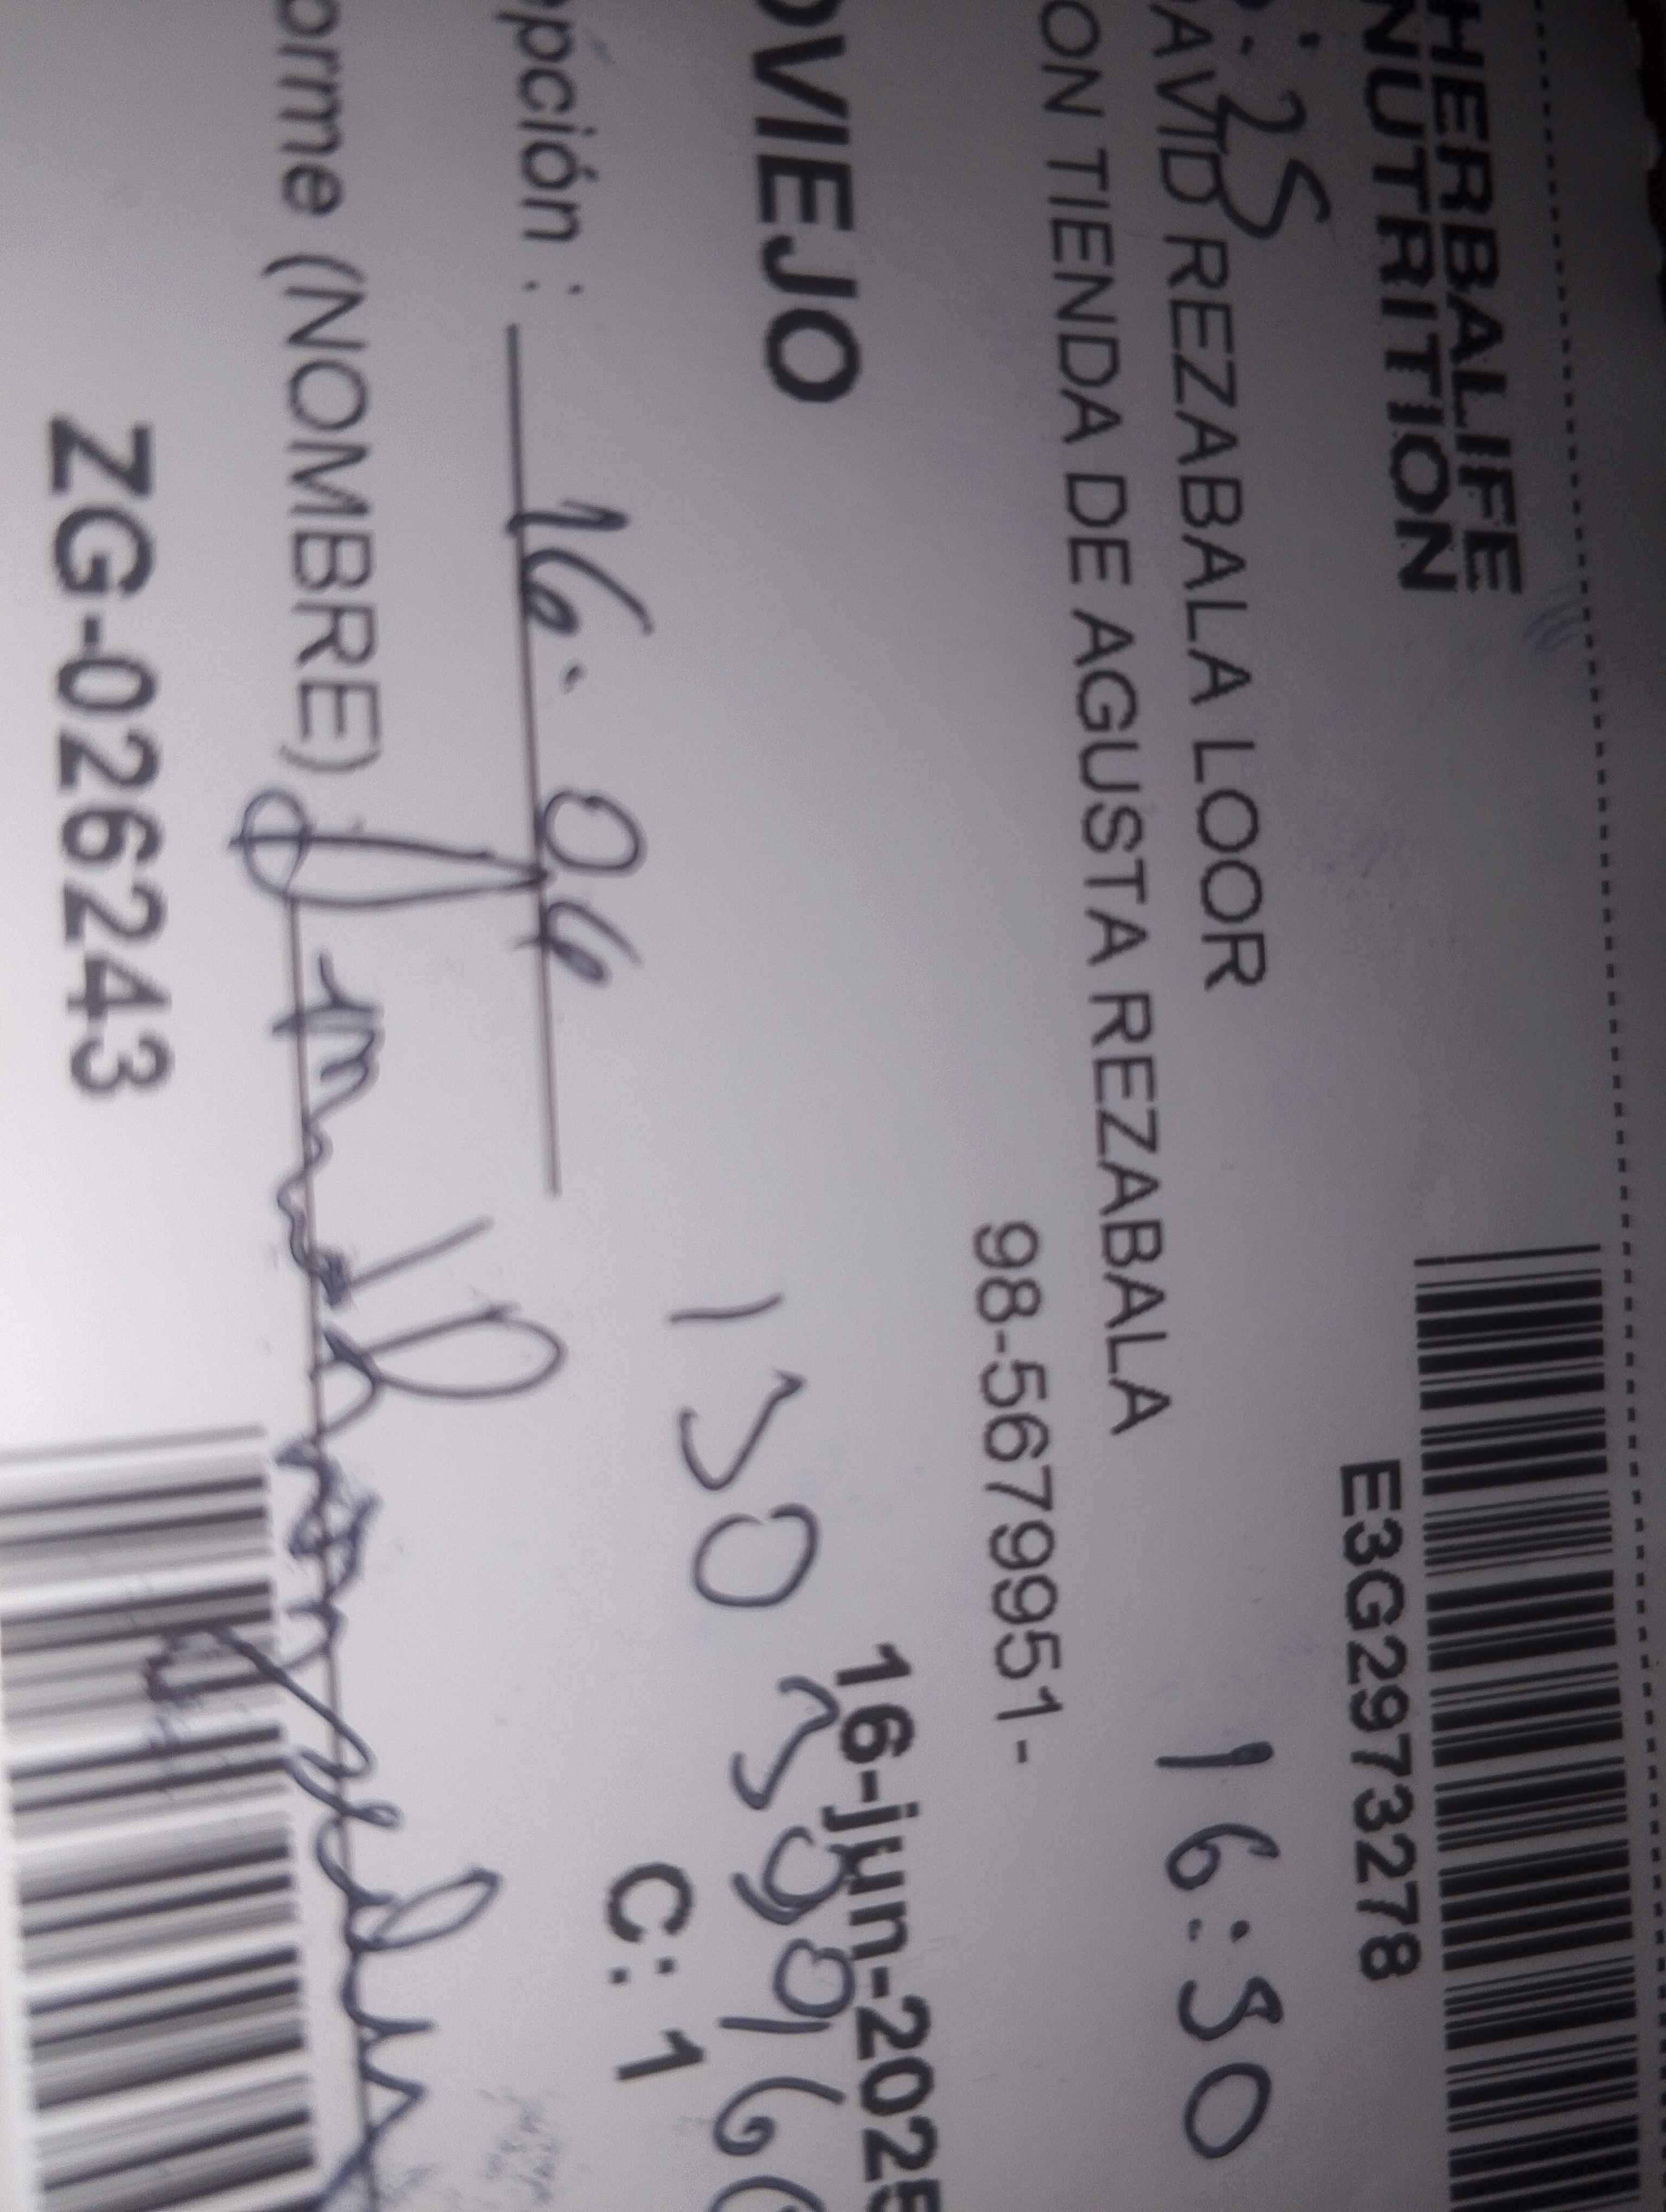 HERBALIFE
NUTRITION
E3G2973278
:25
16:30
AVID REZABALA LOOR
ON TIENDA DE AGUSTA REZABALA
98-5679951-
OVIEJO
16-jun-2025
pción :
16.06
C: 1
orme (NOMBRE)
ZG-026243